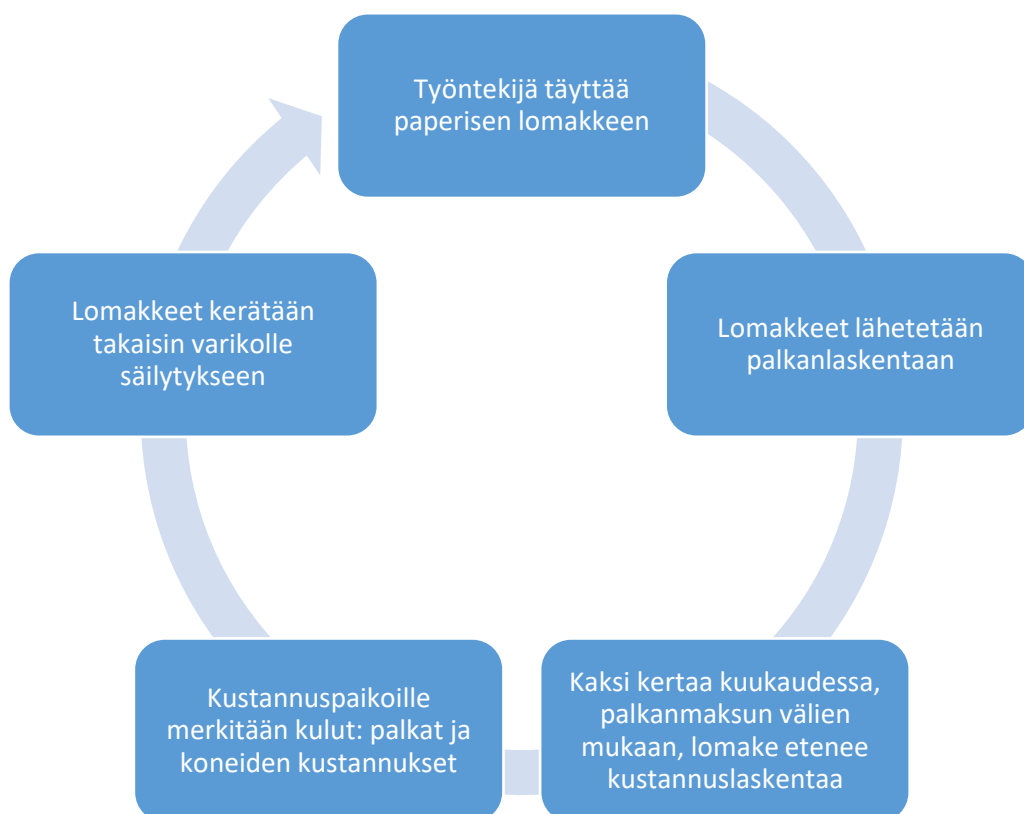 Työntekijä täyttää
paperisen lomakkeen
Lomakkeet lähetetään
palkanlaskentaan
Kaksi kertaa kuukaudessa,
palkanmaksun välien
mukaan, lomake etenee
kustannuslaskentaa
Kustannuspaikoille
merkitään kulut: palkat ja
koneiden kustannukset
Lomakkeet kerätään
takaisin varikolle
säilytykseen